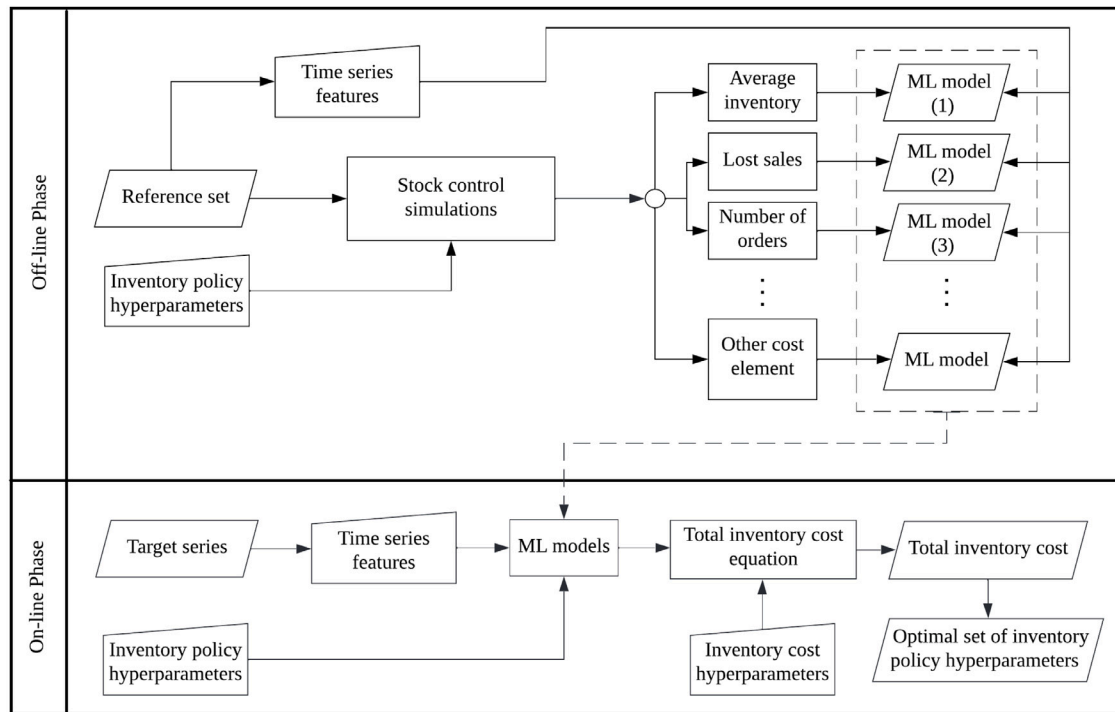 Off-line Phase
Time series
features
Reference set
Stock control
simulations
Inventory policy
hyperparameters
Average
inventory
ML model
(1)
Lost sales
ML model
(2)
Number of
orders
ML model
(3)
Other cost
element
ML model
On-line Phase
Target series
Time series
features
ML models
Total inventory cost
equation
Total inventory cost
Inventory policy
hyperparameters
Inventory cost
hyperparameters
Optimal set of inventory
policy hyperparameters